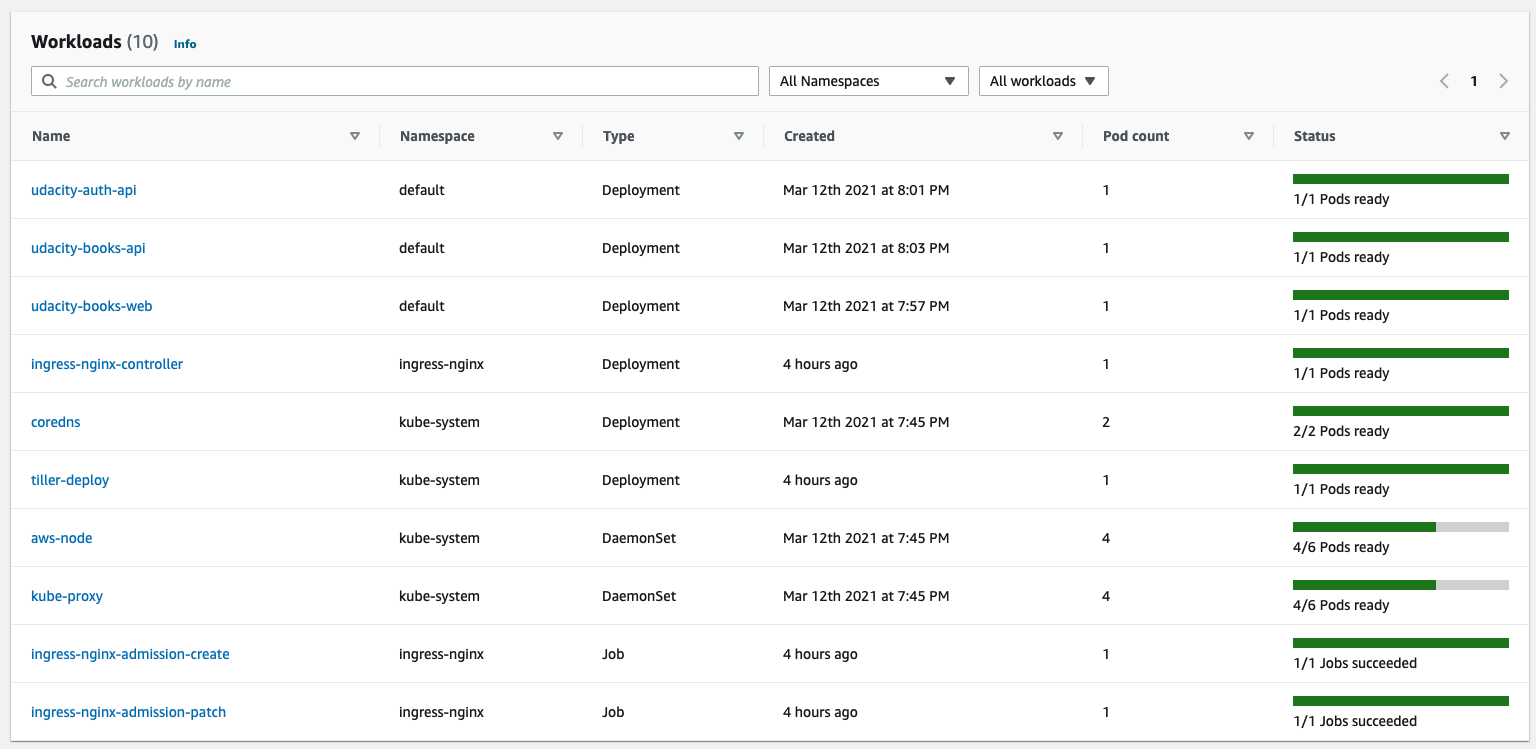 Workloads (10) Info
Search workloads by name All Namespaces All workloads 1
Name Namespace Type Created Pod count Status
udacity-auth-api default Deployment Mar 12th 2021 at 8:01 PM 1 1/1 Pods ready
udacity-books-api default Deployment Mar 12th 2021 at 8:03 PM 1 1/1 Pods ready
udacity-books-web default Deployment Mar 12th 2021 at 7:57 PM 1 1/1 Pods ready
ingress-nginx-controller ingress-nginx Deployment 4 hours ago 1 1/1 Pods ready
coredns kube-system Deployment Mar 12th 2021 at 7:45 PM 2 2/2 Pods ready
tiller-deploy kube-system Deployment 4 hours ago 1 1/1 Pods ready
aws-node kube-system DaemonSet Mar 12th 2021 at 7:45 PM 4 4/6 Pods ready
kube-proxy kube-system DaemonSet Mar 12th 2021 at 7:45 PM 4 4/6 Pods ready
ingress-nginx-admission-create ingress-nginx Job 4 hours ago 1 1/1 Jobs succeeded
ingress-nginx-admission-patch ingress-nginx Job 4 hours ago 1 1/1 Jobs succeeded